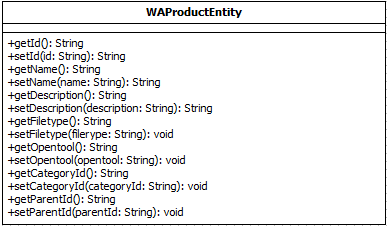 WAProductEntity
+getId(): String
+setId(id: String): String
+getName(): String
+setName(name: String): String
+getDescription(): String
+setDescription(description: String): String
+getFiletype(): String
+setFiletype(filerype: String): void
+getOpentool(): String
+setOpentool(opentool: String): void
+getCategoryId(): String
+setCategoryId(categoryId: String): void
+getParentId(): String
+setParentId(parentId: String): void